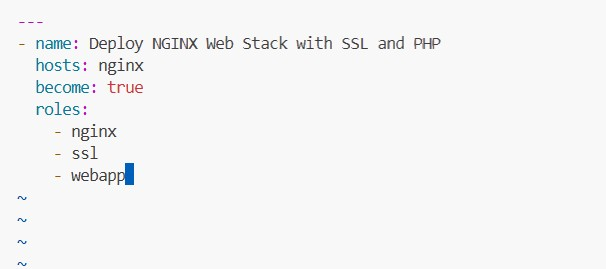 ---
- name: Deploy NGINX Web Stack with SSL and PHP
  hosts: nginx
  become: true
  roles:
    - nginx
    - ssl
    - webapp
~
~
~
~